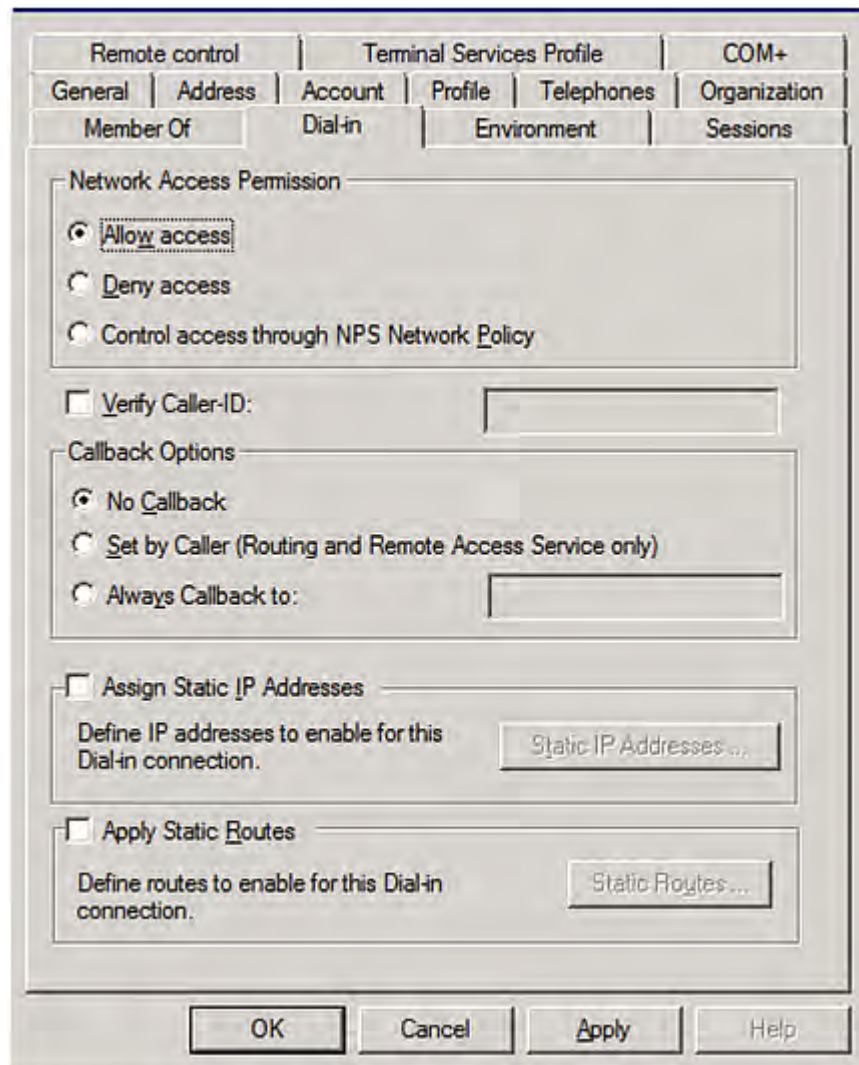 Remote control Terminal Services Profile COM+
General Address Account Profile Telephones Organization
Member Of Dial-in Environment Sessions
Network Access Permission
Allow access
Deny access
Control access through NPS Network Policy
Verify Caller-ID:
Callback Options
No Callback
Set by Caller (Routing and Remote Access Service only)
Always Callback to:
Assign Static IP Addresses
Define IP addresses to enable for this
Dial-in connection.
Static IP Addresses ...
Apply Static Routes
Define routes to enable for this Dial-in
connection.
Static Routes ...
OK Cancel Apply Help